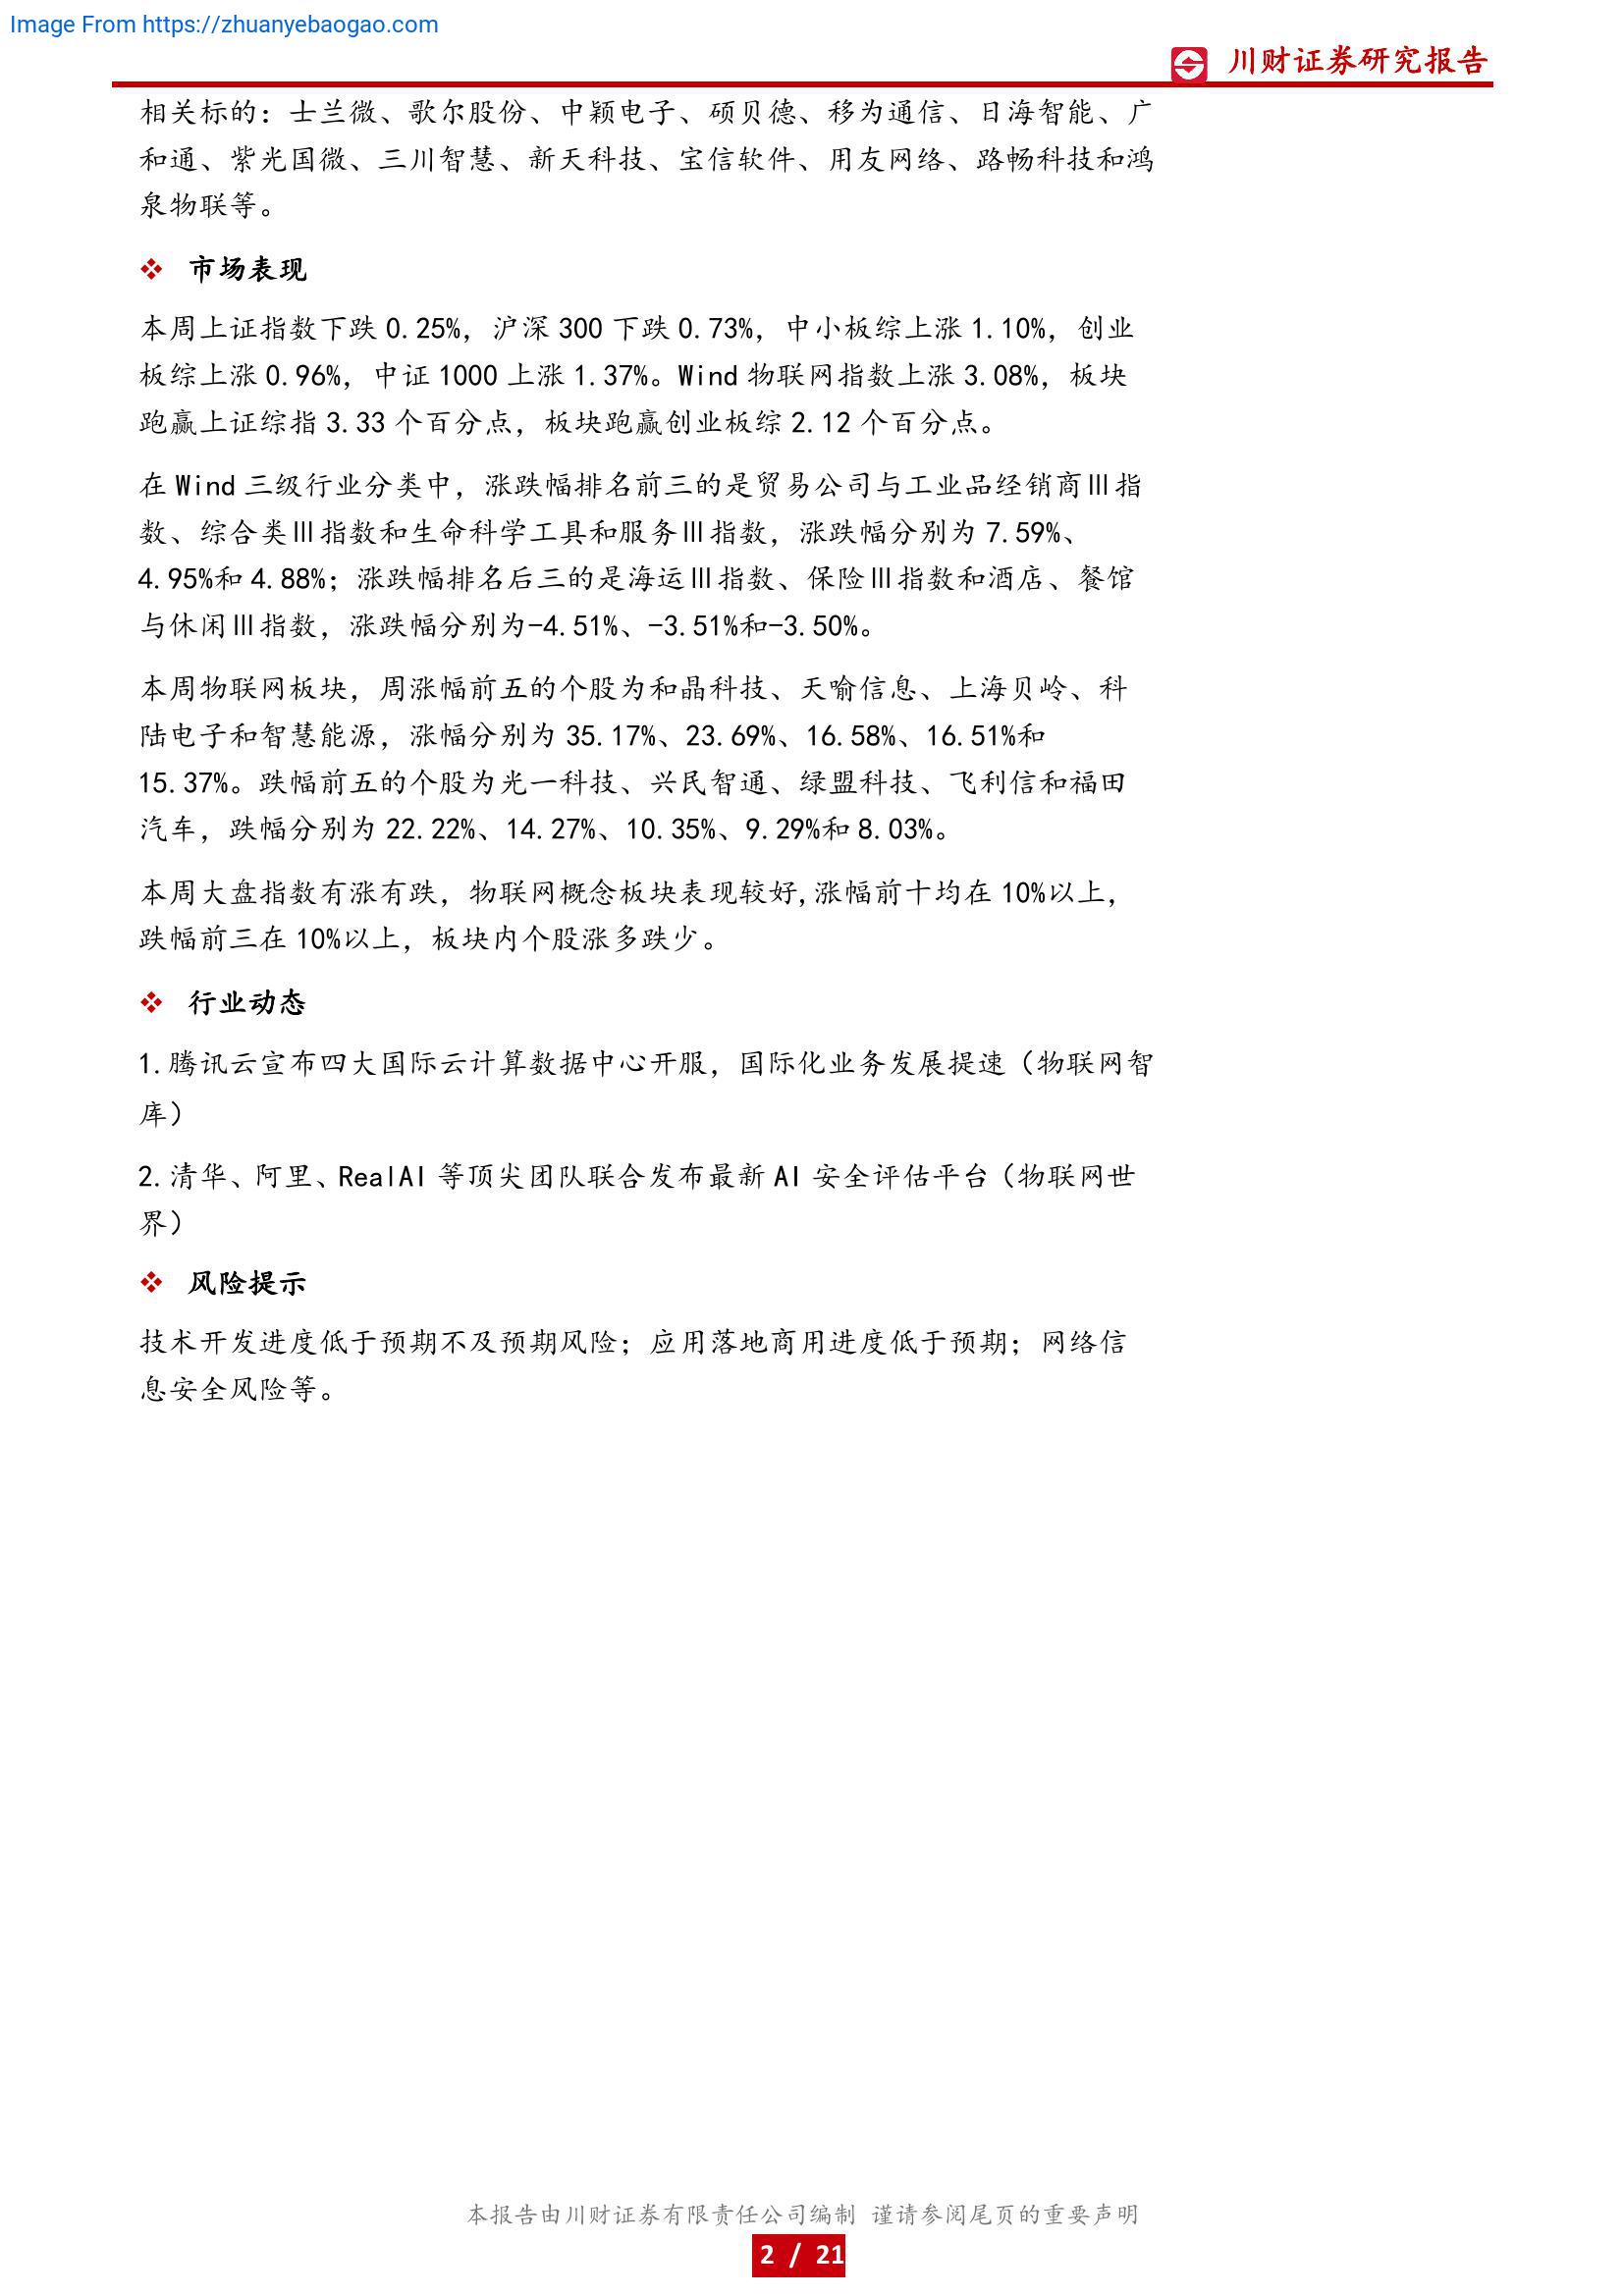 Image From https://zhuanyebaogao.com
川财证券研究报告
相关标的：士兰微、歌尔股份、中颖电子、硕贝德、移为通信、日海智能、广
和通、紫光国微、三川智慧、新天科技、宝信软件、用友网络、路畅科技和鸿
泉物联等。
❖ 市场表现
本周上证指数下跌 0.25%，沪深 300 下跌 0.73%，中小板综上涨 1.10%，创业
板综上涨 0.96%，中证 1000 上涨 1.37%。Wind 物联网指数上涨 3.08%，板块
跑赢上证综指 3.33 个百分点，板块跑赢创业板综 2.12 个百分点。
在 Wind 三级行业分类中，涨跌幅排名前三的是贸易公司与工业品经销商Ⅲ指
数、综合类Ⅲ指数和生命科学工具和服务Ⅲ指数，涨跌幅分别为 7.59%、
4.95%和 4.88%；涨跌幅排名后三的是海运Ⅲ指数、保险Ⅲ指数和酒店、餐馆
与休闲Ⅲ指数，涨跌幅分别为-4.51%、-3.51%和-3.50%。
本周物联网板块，周涨幅前五的个股为和晶科技、天喻信息、上海贝岭、科
陆电子和智慧能源，涨幅分别为 35.17%、23.69%、16.58%、16.51%和
15.37%。跌幅前五的个股为光一科技、兴民智通、绿盟科技、飞利信和福田
汽车，跌幅分别为 22.22%、14.27%、10.35%、9.29%和 8.03%。
本周大盘指数有涨有跌，物联网概念板块表现较好,涨幅前十均在 10%以上，
跌幅前三在 10%以上，板块内个股涨多跌少。
❖ 行业动态
1.腾讯云宣布四大国际云计算数据中心开服，国际化业务发展提速（物联网智
库）
2.清华、阿里、RealAI 等顶尖团队联合发布最新 AI 安全评估平台（物联网世
界）
❖ 风险提示
技术开发进度低于预期不及预期风险；应用落地商用进度低于预期；网络信
息安全风险等。
本报告由川财证券有限责任公司编制 谨请参阅尾页的重要声明
2 / 21